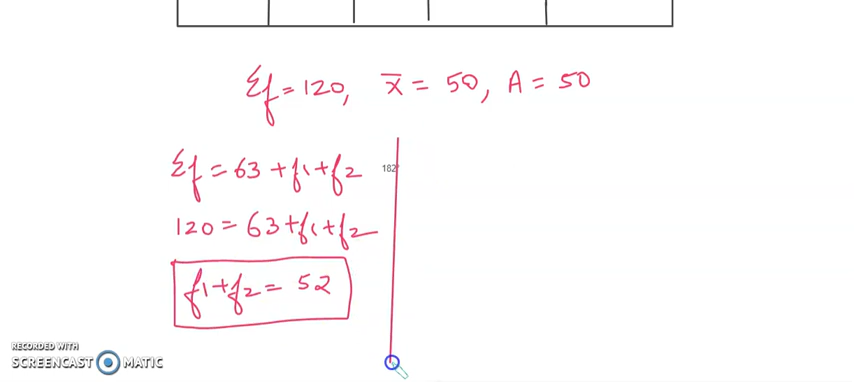 Σf = 120, x̄ = 50, A = 50
Σf = 63 + f1 + f2
182°
120 = 63 + f1 + f2
f1 + f2 = 52
RECORDED WITH
SCREENCAST MATIC